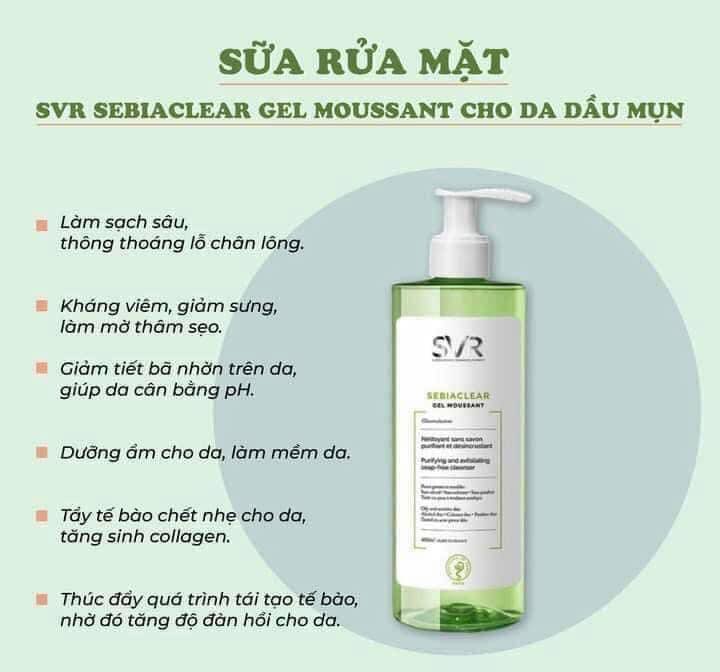 SỮA RỬA MẶT
SVR SEBIACLEAR GEL MOUSSANT CHO DA DẦU MỤN
Làm sạch sâu,
thông thoáng lỗ chân lông.
Kháng viêm, giảm sưng,
làm mờ thâm sẹo.
Giảm tiết bã nhờn trên da,
giúp da cân bằng pH.
Dưỡng ẩm cho da, làm mềm da.
Tẩy tế bào chết nhẹ cho da,
tăng sinh collagen.
Thúc đẩy quá trình tái tạo tế bào,
nhờ đó tăng độ đàn hồi cho da.
SVR
SEBIACLEAR
GEL MOUSSANT
Nettoyant sans savon
purifiant et désincrustant
Purifying and exfoliating
soap-free cleanser